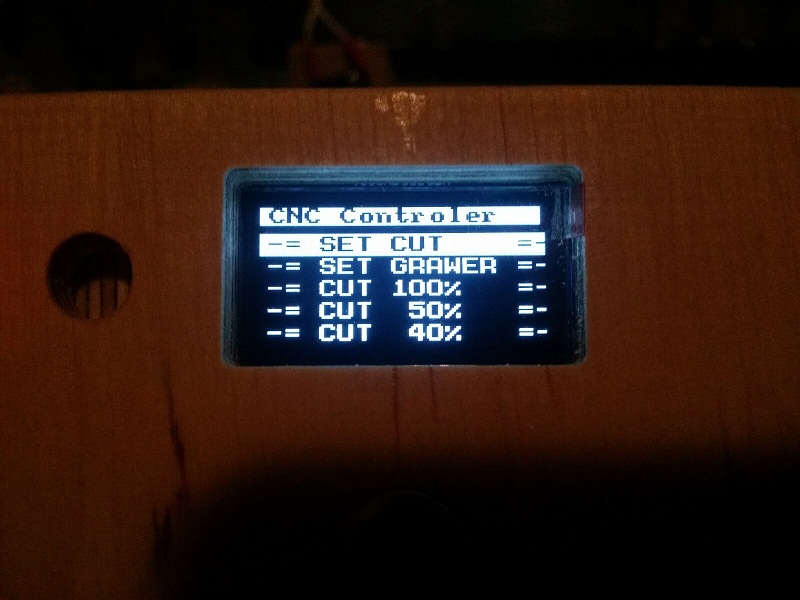 CNC Controler
-= SET CUT =-
-= SET GRAWER =-
-= CUT 100% =-
-= CUT 50% =-
-= CUT 40% =-